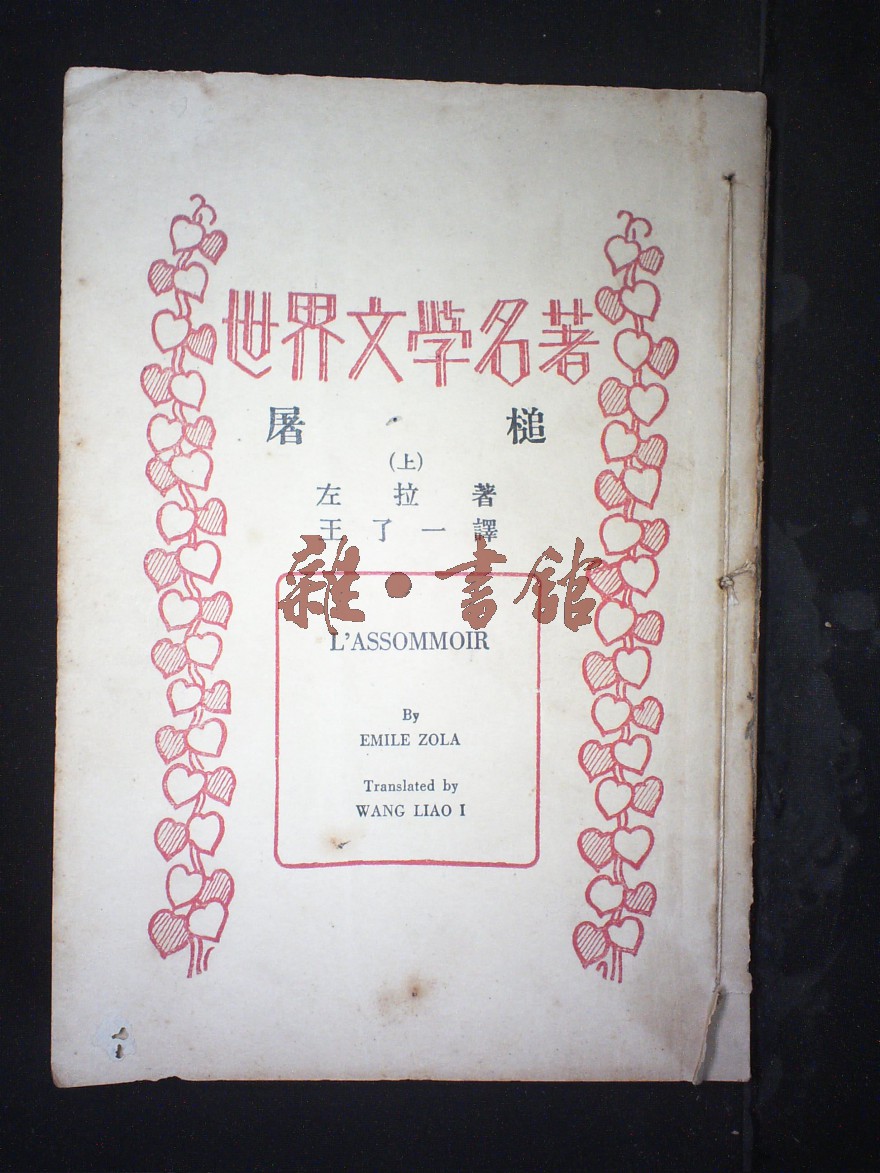 世界文學名著
屠槌
(上)
左拉著
王了一譯
雜·書館
L'ASSOMMOIR
By
EMILE ZOLA
Translated by
WANG LIAO I